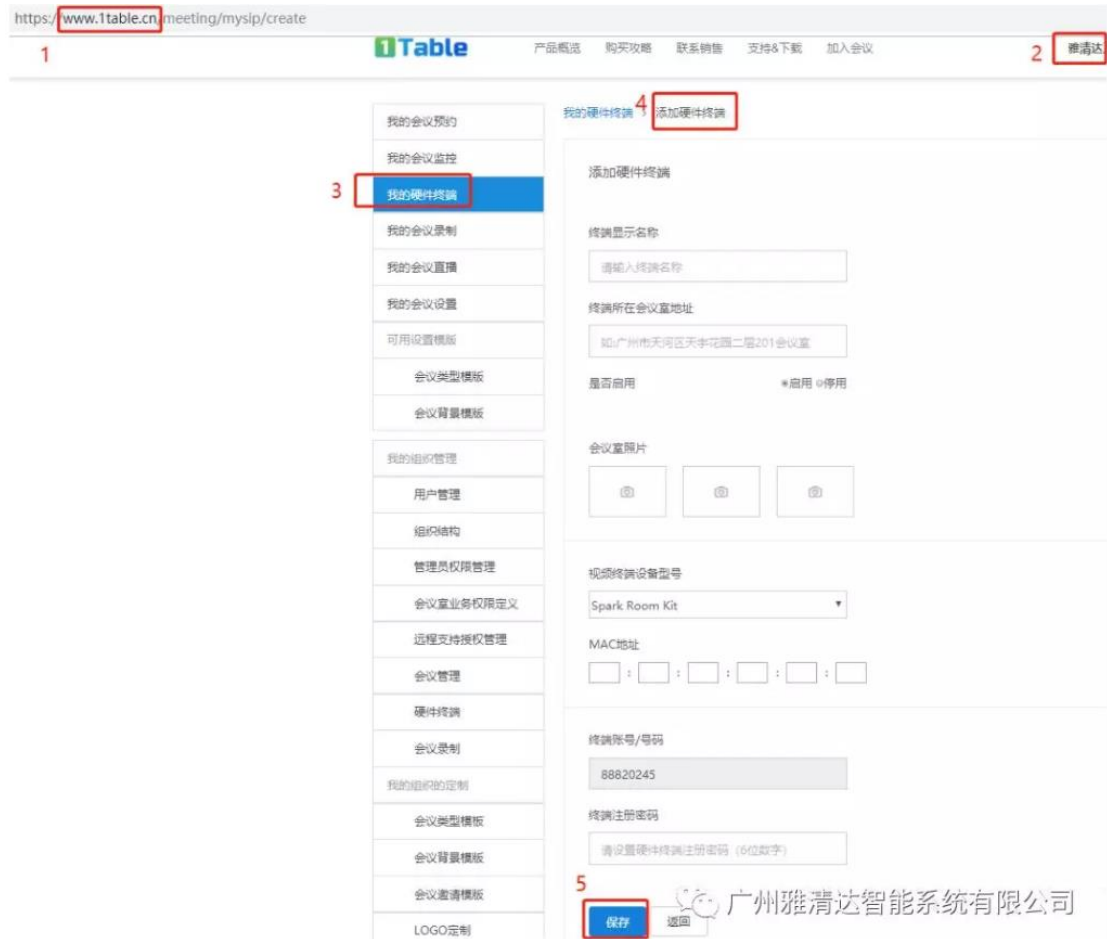 https://www.1table.cn/meeting/mysip/create
1
1Table
产品概览 购买攻略 联系销售 支持&下载 加入会议
2
雅清达
我的会议预约
我的会议监控
3
我的硬件终端
我的会议录制
我的会议直播
我的会议设置
可用设置模版
会议类型模版
会议背景模版
我的组织管理
用户管理
组织结构
管理员权限管理
会议室业务权限定义
远程支持授权管理
会议管理
硬件终端
会议录制
我的组织的定制
会议类型模板
会议背景模版
会议邀请模版
LOGO定制
我的硬件终端
4
添加硬件终端
添加硬件终端
终端显示名称
请输入终端名称
终端所在会议室地址
如:广州市天河区天宇花园二层201会议室
是否启用 启用 停用
会议室照片
视频终端设备型号
Spark Room Kit
MAC地址
: : : : :
终端账号/号码
88820245
终端注册密码
请设置硬件终端注册密码（6位数字）
5
保存 返回
广州雅清达智能系统有限公司